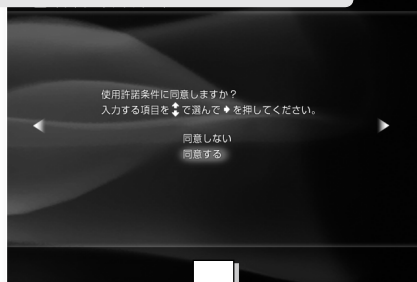 使用許諾条件に同意しますか？
入力する項目を で選んで を押してください。
同意しない
同意する